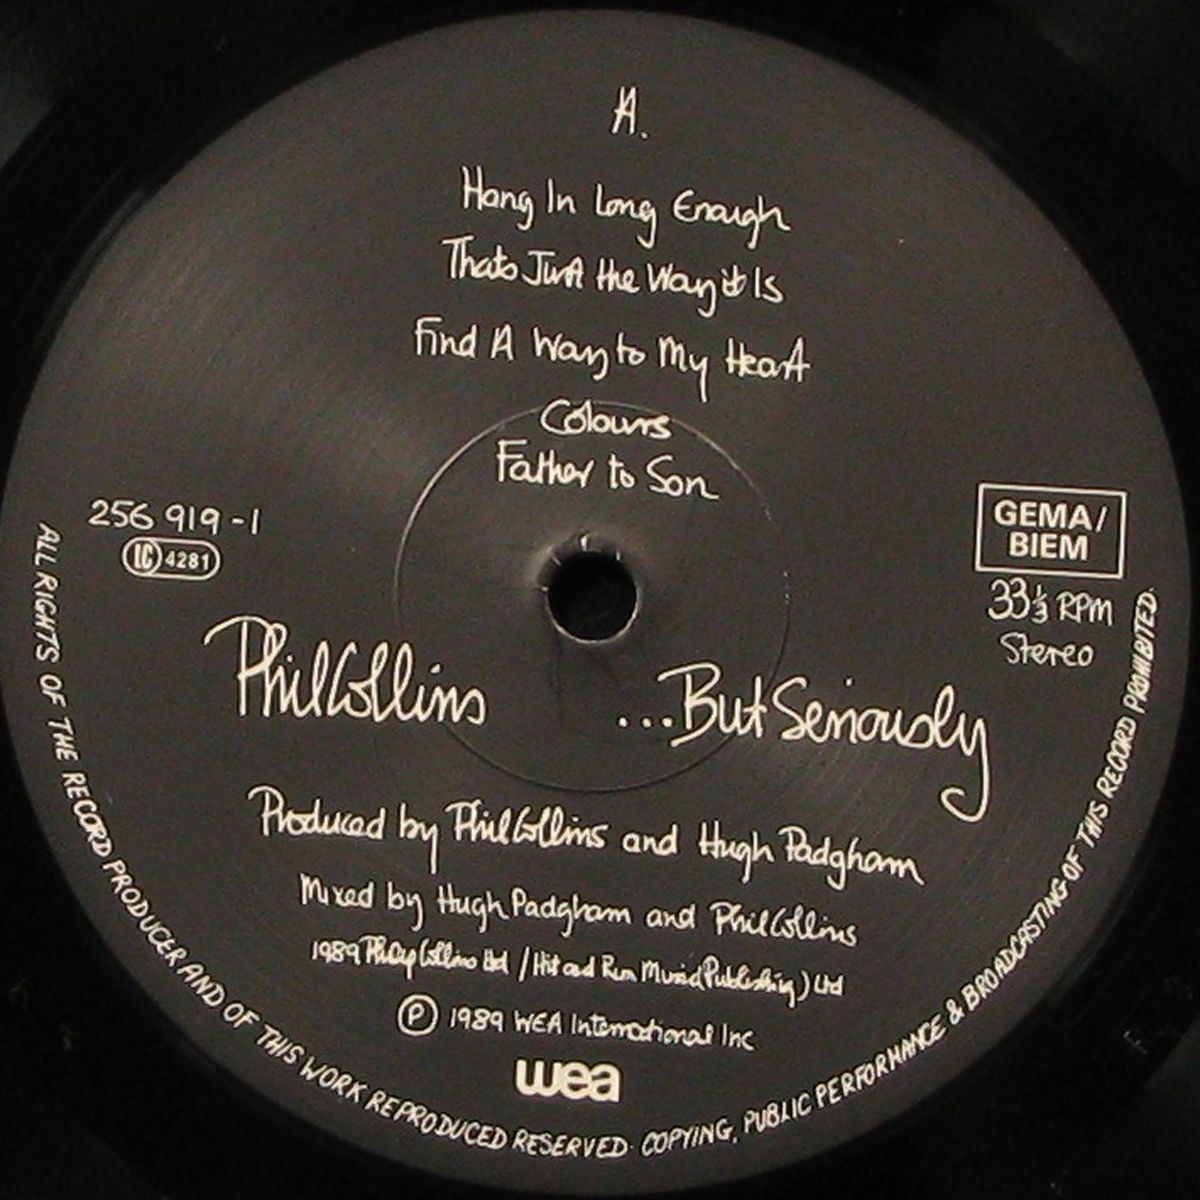 A.
Hang In Long Enough
Thats Just the Way it Is
Find A Way to My Heart
Colours
Father to Son
256 919-1
LC 4281
GEMA/
BIEM
33⅓ RPM
Stereo
Phil Collins
...But Seriously
Produced by Phil Collins and Hugh Padgham
Mixed by Hugh Padgham and Phil Collins
1989 Philip Collins Ltd / Hit and Run Music (Publishing) Ltd
Ⓟ 1989 WEA International Inc
wea
ALL RIGHTS OF THE RECORD PRODUCER AND OF THIS WORK REPRODUCED RESERVED. COPYING, PUBLIC PERFORMANCE & BROADCASTING OF THIS RECORD PROHIBITED.